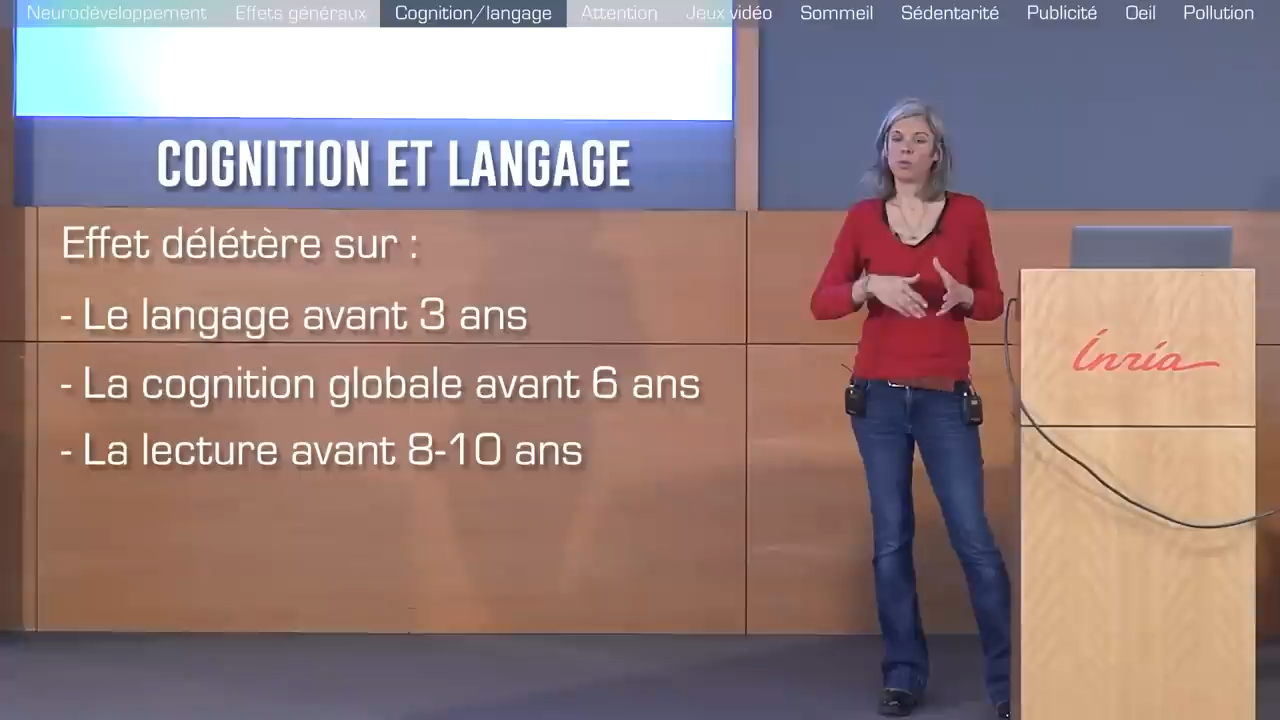 Neurodéveloppement Effets généraux Cognition/langage Attention Jeux vidéo Sommeil Sédentarité Publicité Oeil Pollution
COGNITION ET LANGAGE
Effet délétère sur :
- Le langage avant 3 ans
- La cognition globale avant 6 ans
- La lecture avant 8-10 ans
Inria